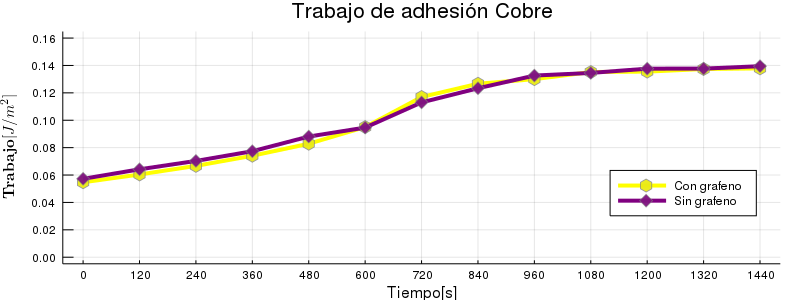 Trabajo de adhesión Cobre
Trabajo[J/m²]
0.16
0.14
0.12
0.10
0.08
0.06
0.04
0.02
0.00
Con grafeno
Sin grafeno
0 120 240 360 480 600 720 840 960 1080 1200 1320 1440
Tiempo[s]